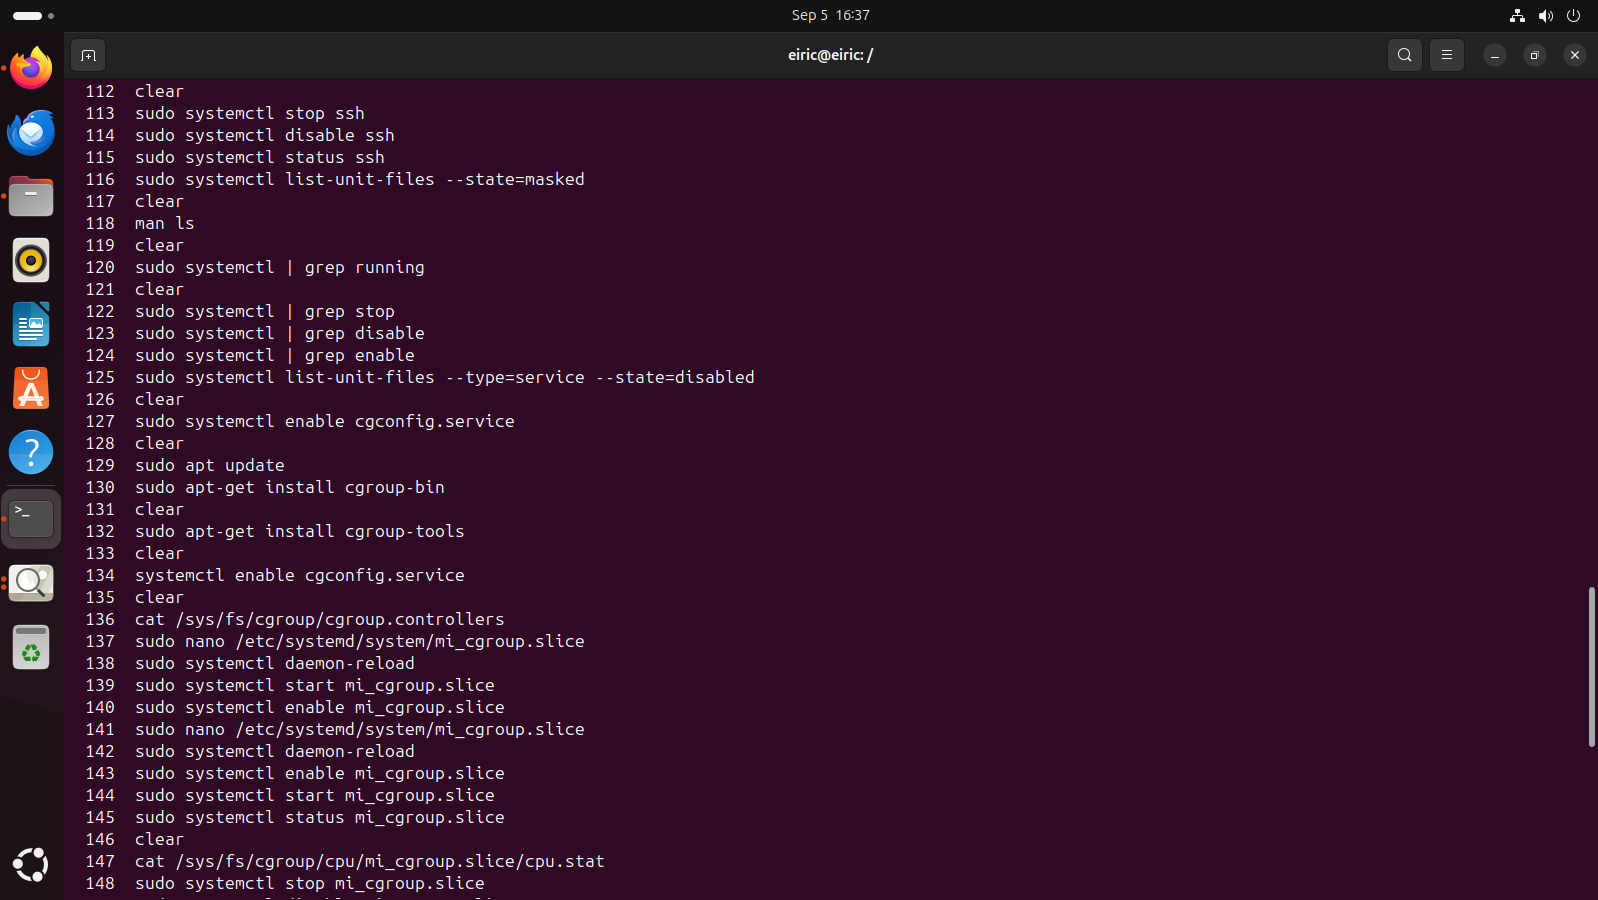 Sep 5 16:37
eiric@eiric: /
112 clear
113 sudo systemctl stop ssh
114 sudo systemctl disable ssh
115 sudo systemctl status ssh
116 sudo systemctl list-unit-files --state=masked
117 clear
118 man ls
119 clear
120 sudo systemctl | grep running
121 clear
122 sudo systemctl | grep stop
123 sudo systemctl | grep disable
124 sudo systemctl | grep enable
125 sudo systemctl list-unit-files --type=service --state=disabled
126 clear
127 sudo systemctl enable cgconfig.service
128 clear
129 sudo apt update
130 sudo apt-get install cgroup-bin
131 clear
132 sudo apt-get install cgroup-tools
133 clear
134 systemctl enable cgconfig.service
135 clear
136 cat /sys/fs/cgroup/cgroup.controllers
137 sudo nano /etc/systemd/system/mi_cgroup.slice
138 sudo systemctl daemon-reload
139 sudo systemctl start mi_cgroup.slice
140 sudo systemctl enable mi_cgroup.slice
141 sudo nano /etc/systemd/system/mi_cgroup.slice
142 sudo systemctl daemon-reload
143 sudo systemctl enable mi_cgroup.slice
144 sudo systemctl start mi_cgroup.slice
145 sudo systemctl status mi_cgroup.slice
146 clear
147 cat /sys/fs/cgroup/cpu/mi_cgroup.slice/cpu.stat
148 sudo systemctl stop mi_cgroup.slice